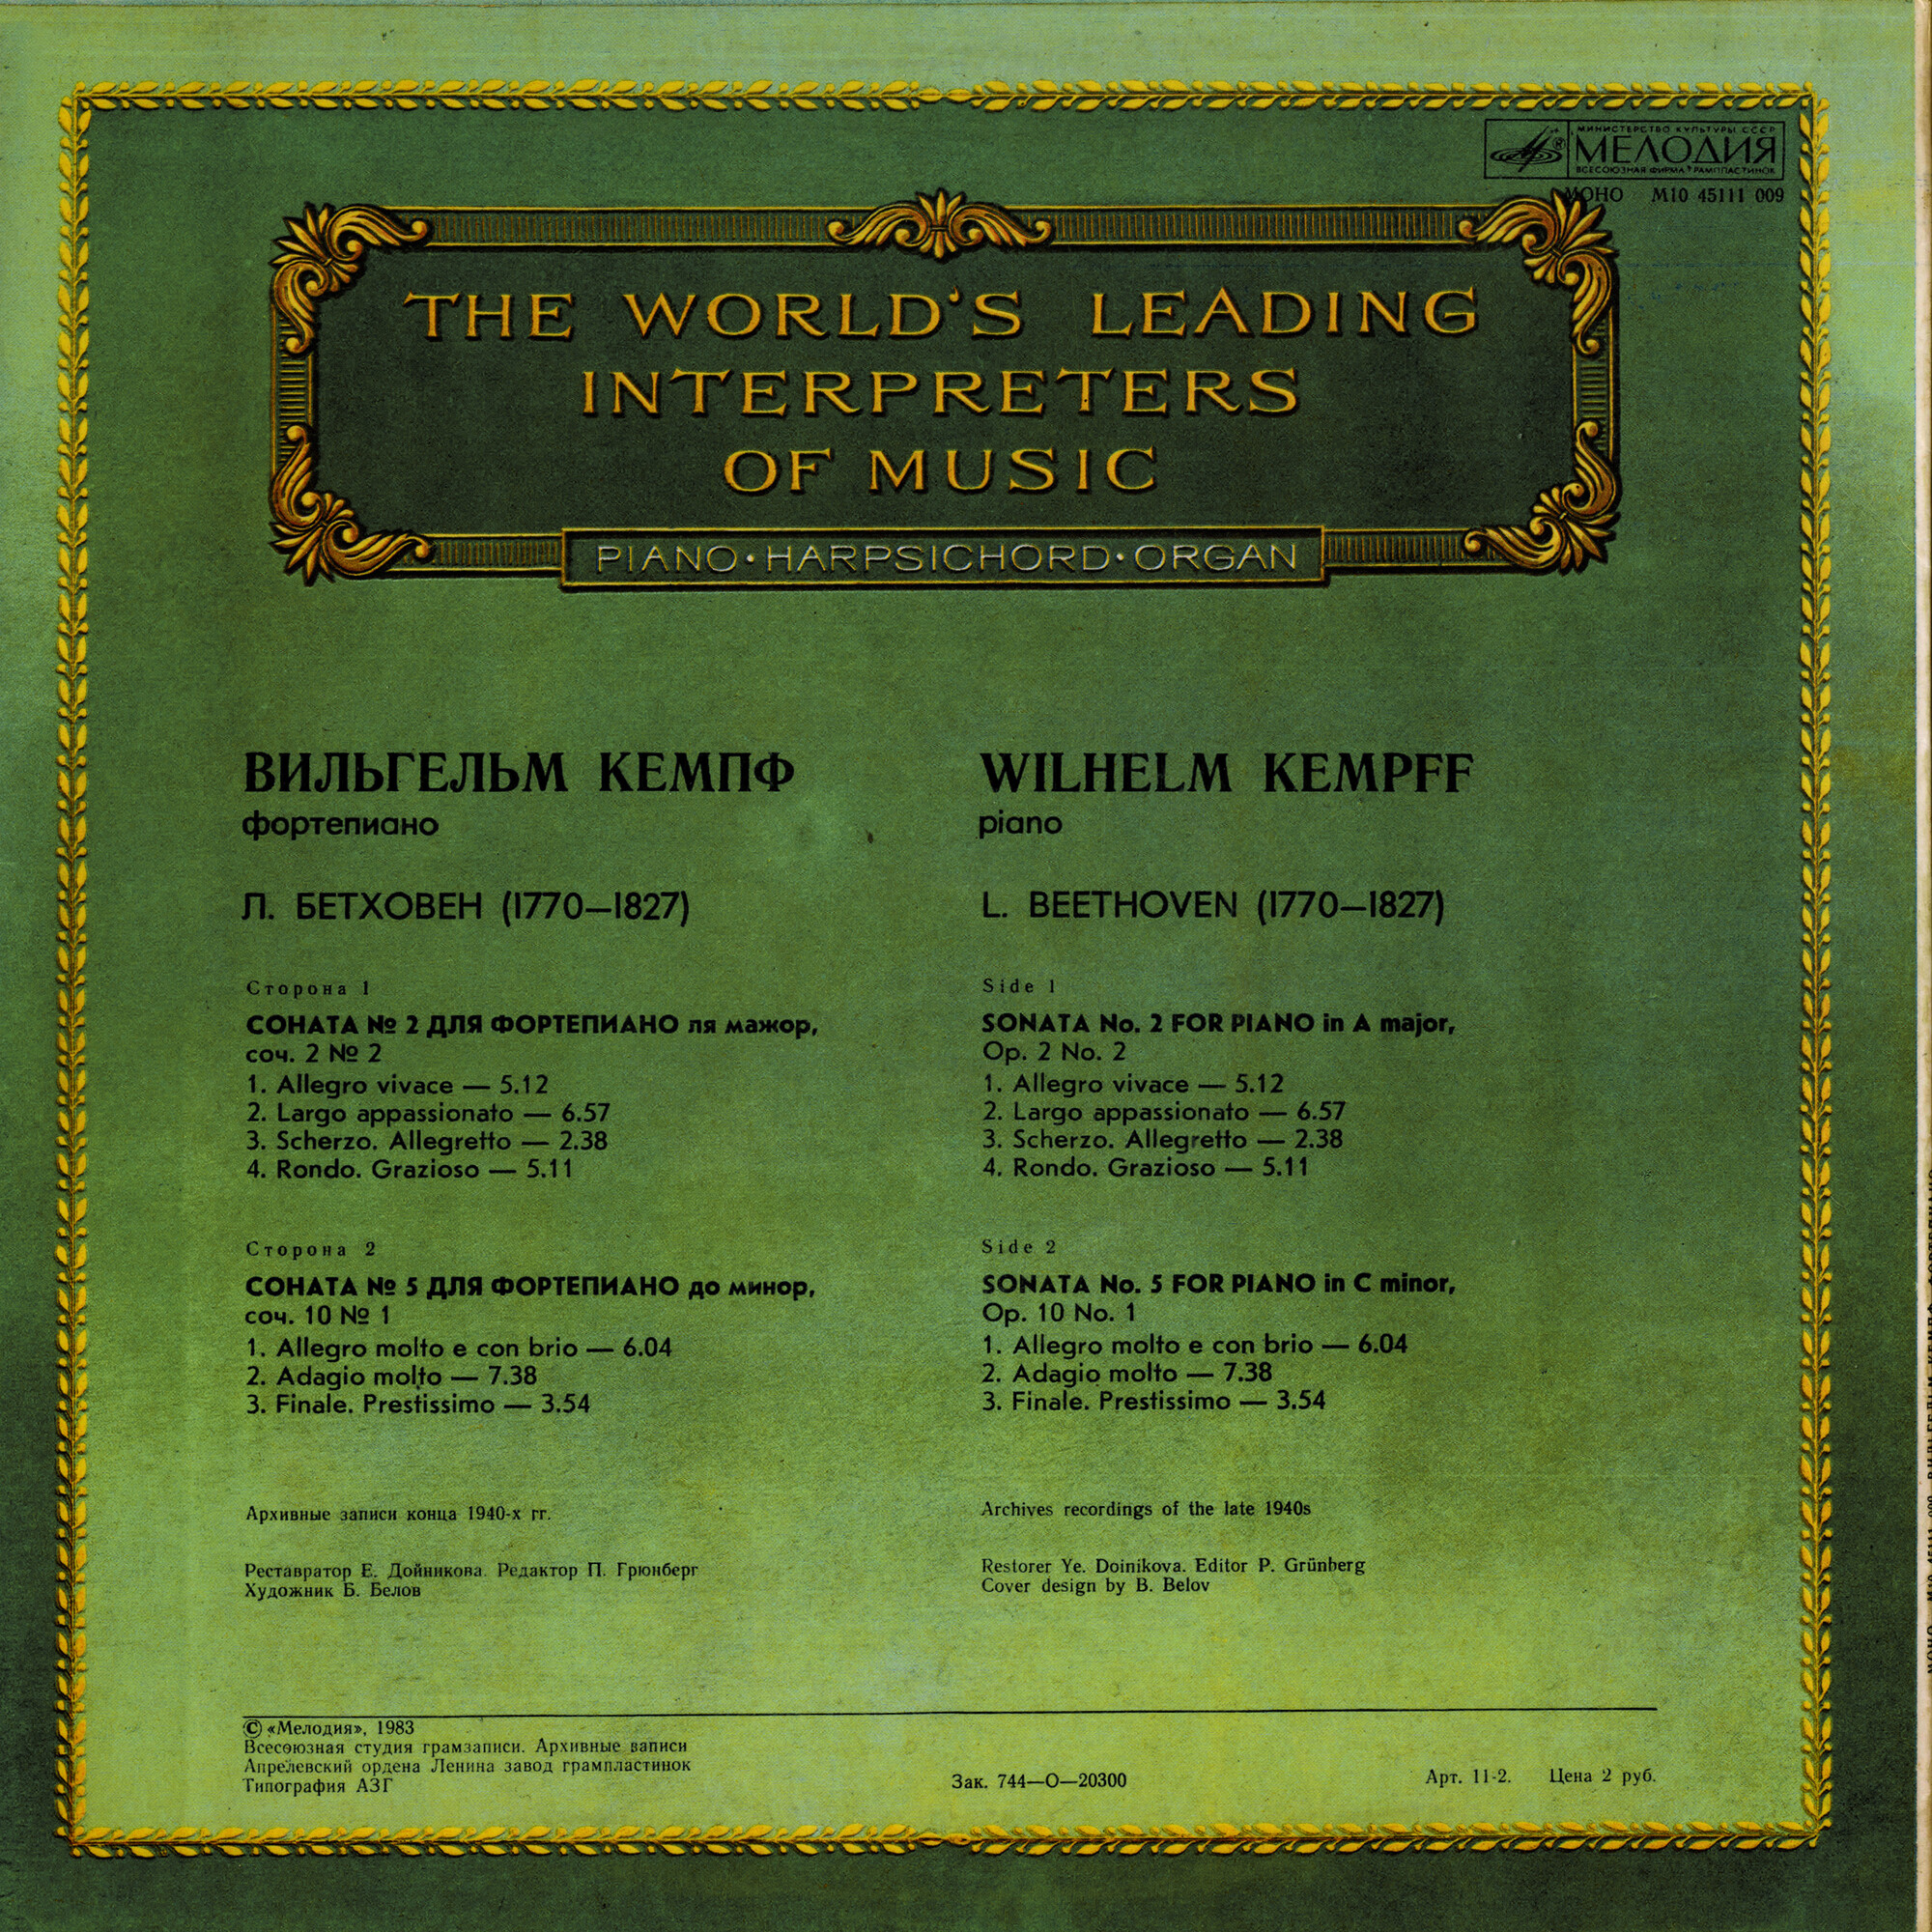 МИНИСТЕРСТВО КУЛЬТУРЫ СССР
МЕЛОДИЯ
ВСЕСОЮЗНАЯ ФИРМА ГРАМПЛАСТИНОК
МОНО М10 45111 009
THE WORLD'S LEADING
INTERPRETERS
OF MUSIC
PIANO • HARPSICHORD • ORGAN
ВИЛЬГЕЛЬМ КЕМПФ
фортепиано
Л. БЕТХОВЕН (1770—1827)
Сторона 1
СОНАТА № 2 ДЛЯ ФОРТЕПИАНО ля мажор,
соч. 2 № 2
1. Allegro vivace — 5.12
2. Largo appassionato — 6.57
3. Scherzo. Allegretto — 2.38
4. Rondo. Grazioso — 5.11
Сторона 2
СОНАТА № 5 ДЛЯ ФОРТЕПИАНО до минор,
соч. 10 № 1
1. Allegro molto e con brio — 6.04
2. Adagio molto — 7.38
3. Finale. Prestissimo — 3.54
Архивные записи конца 1940-х гг.
Реставратор Е. Дойникова. Редактор П. Грюнберг
Художник Б. Белов
WILHELM KEMPFF
piano
L. BEETHOVEN (1770—1827)
Side 1
SONATA No. 2 FOR PIANO in A major,
Op. 2 No. 2
1. Allegro vivace — 5.12
2. Largo appassionato — 6.57
3. Scherzo. Allegretto — 2.38
4. Rondo. Grazioso — 5.11
Side 2
SONATA No. 5 FOR PIANO in C minor,
Op. 10 No. 1
1. Allegro molto e con brio — 6.04
2. Adagio molto — 7.38
3. Finale. Prestissimo — 3.54
Archives recordings of the late 1940s
Restorer Ye. Doinikova. Editor P. Grünberg
Cover design by B. Belov
© «Мелодия», 1983
Всесоюзная студия грамзаписи. Архивные записи
Апрелевский ордена Ленина завод грампластинок
Типография АЗГ
Зак. 744—О—20300
Арт. 11-2. Цена 2 руб.